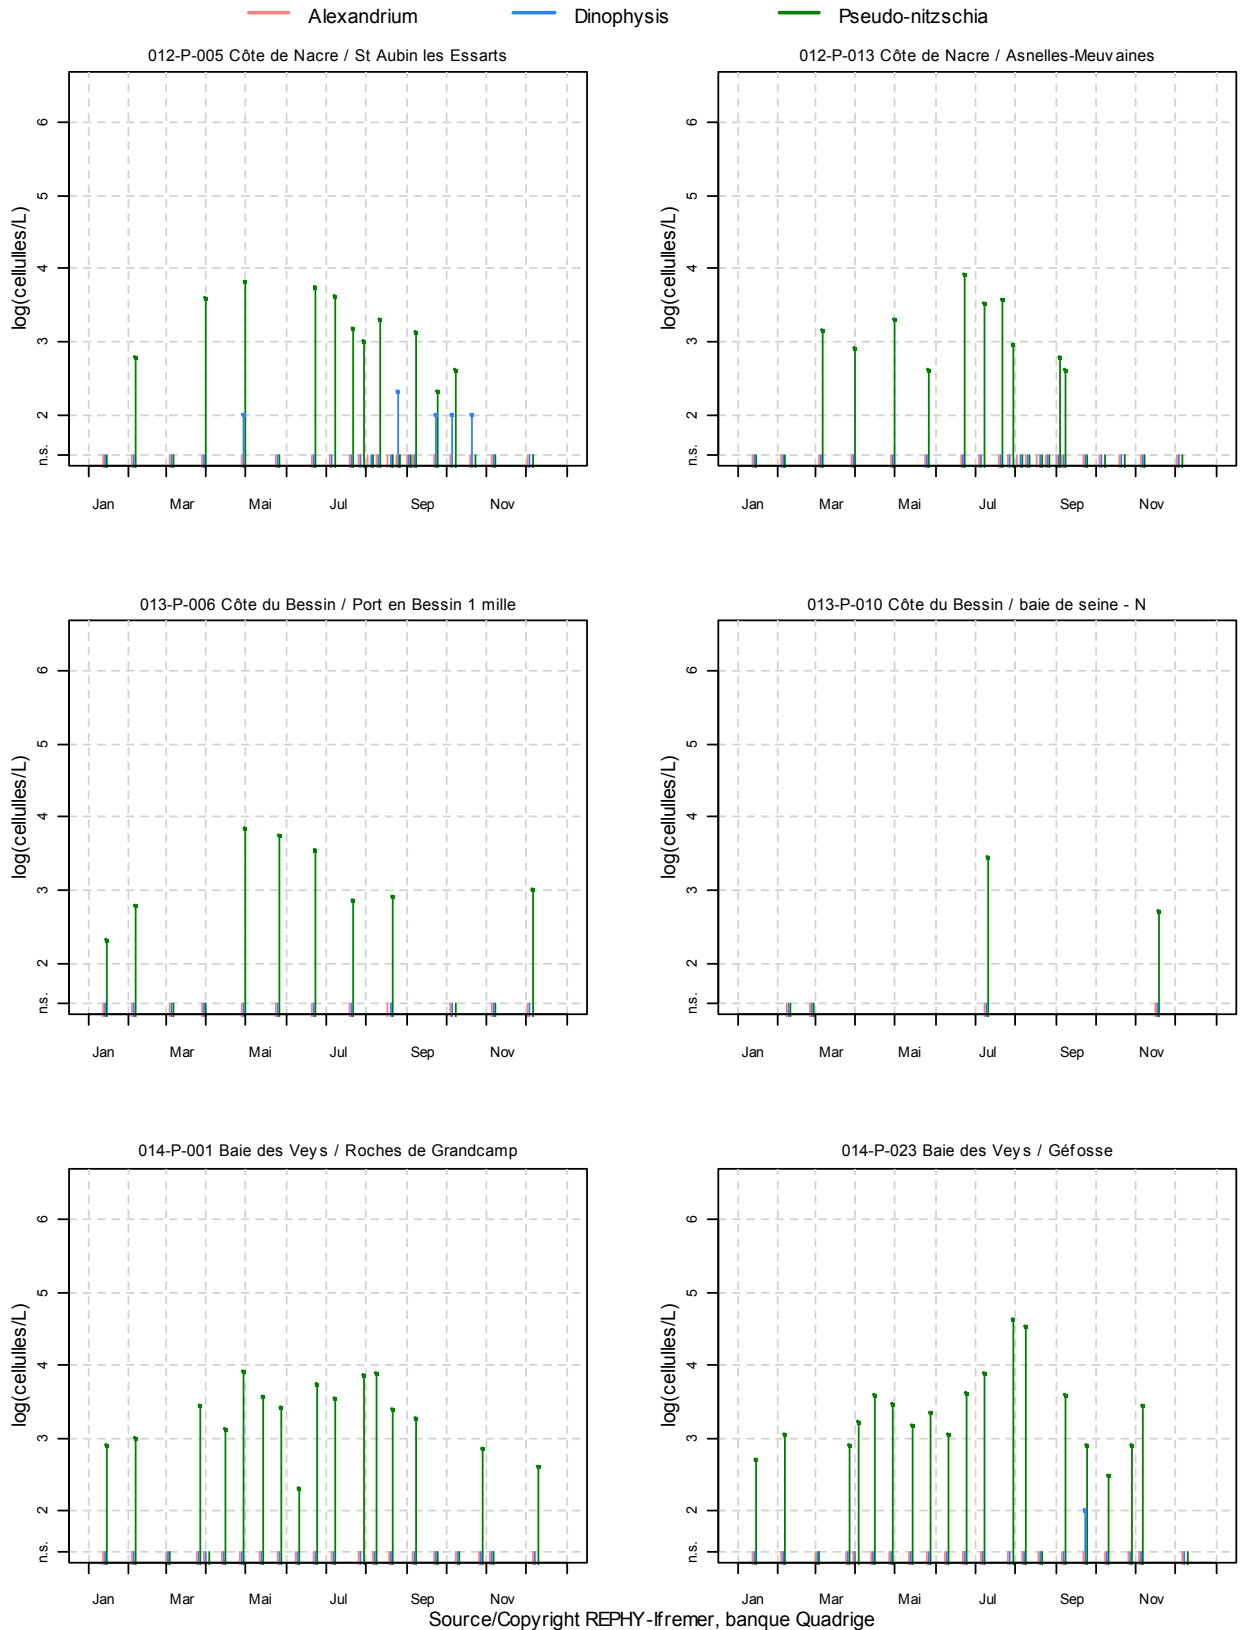 Alexandrium Dinophysis Pseudo-nitzschia
012-P-005 Côte de Nacre / St Aubin les Essarts
log(cellulles/L)
6
5
4
3
2
n.s.
Jan Mar Mai Jul Sep Nov
012-P-013 Côte de Nacre / Asnelles-Meuvaines
log(cellulles/L)
6
5
4
3
2
n.s.
Jan Mar Mai Jul Sep Nov
013-P-006 Côte du Bessin / Port en Bessin 1 mille
log(cellulles/L)
6
5
4
3
2
n.s.
Jan Mar Mai Jul Sep Nov
013-P-010 Côte du Bessin / baie de seine - N
log(cellulles/L)
6
5
4
3
2
n.s.
Jan Mar Mai Jul Sep Nov
014-P-001 Baie des Veys / Roches de Grandcamp
log(cellulles/L)
6
5
4
3
2
n.s.
Jan Mar Mai Jul Sep Nov
014-P-023 Baie des Veys / Géfosse
log(cellulles/L)
6
5
4
3
2
n.s.
Jan Mar Mai Jul Sep Nov
Source/Copyright REPHY-Ifremer, banque Quadrige